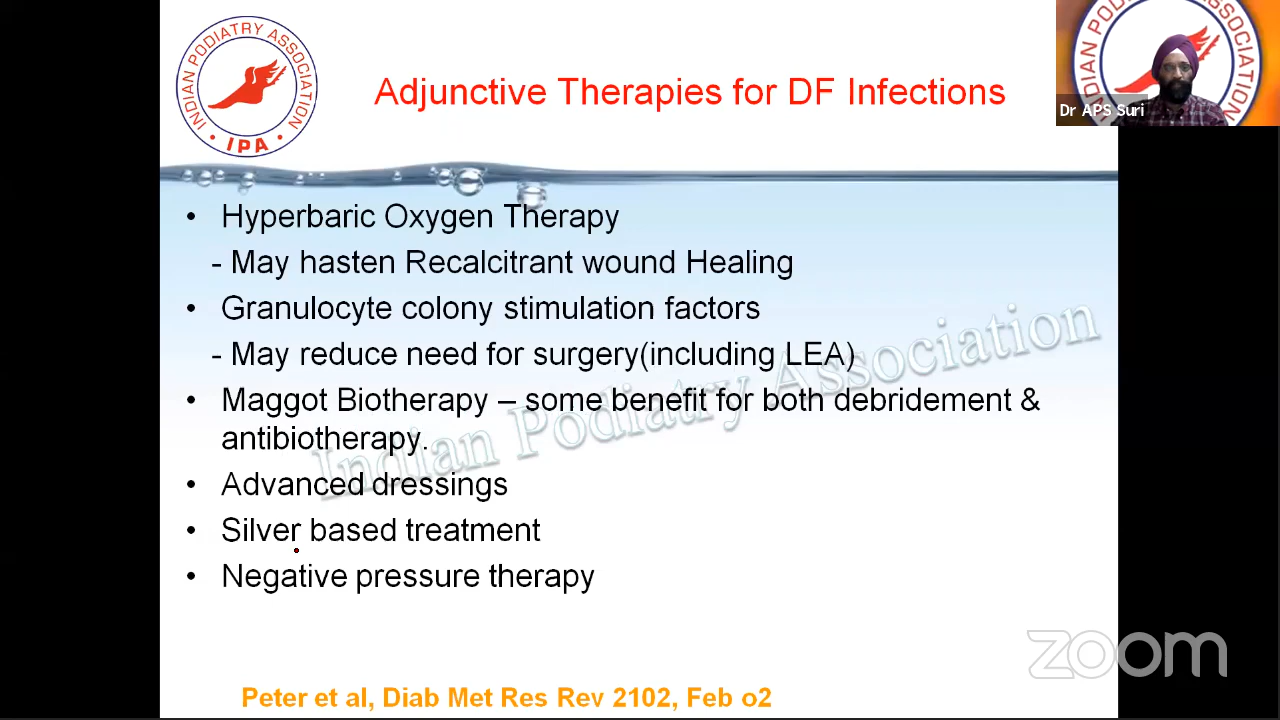 INDIAN PODIATRY ASSOCIATION
• IPA •
Adjunctive Therapies for DF Infections
Dr APS Suri
• Hyperbaric Oxygen Therapy
- May hasten Recalcitrant wound Healing
• Granulocyte colony stimulation factors
- May reduce need for surgery(including LEA)
• Maggot Biotherapy – some benefit for both debridement &
antibiotherapy.
• Advanced dressings
• Silver based treatment
• Negative pressure therapy
Indian Podiatry Association
zoom
Peter et al, Diab Met Res Rev 2102, Feb o2